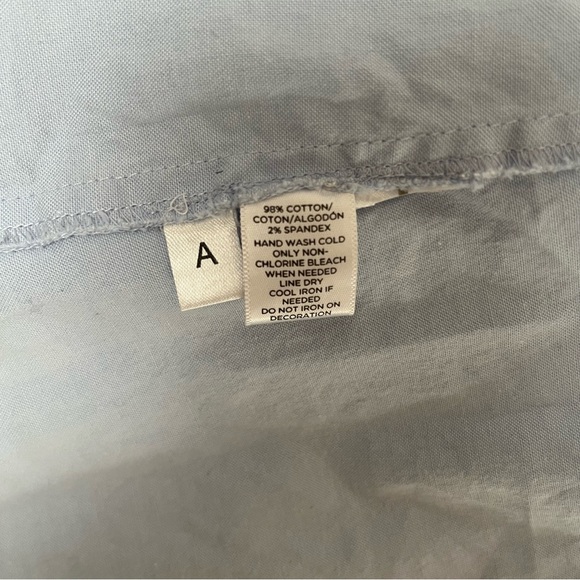 A
98% COTTON/
COTON/ALGODÓN
2% SPANDEX
HAND WASH COLD
ONLY NON-
CHLORINE BLEACH
WHEN NEEDED
LINE DRY
COOL IRON IF
NEEDED
DO NOT IRON ON
DECORATION